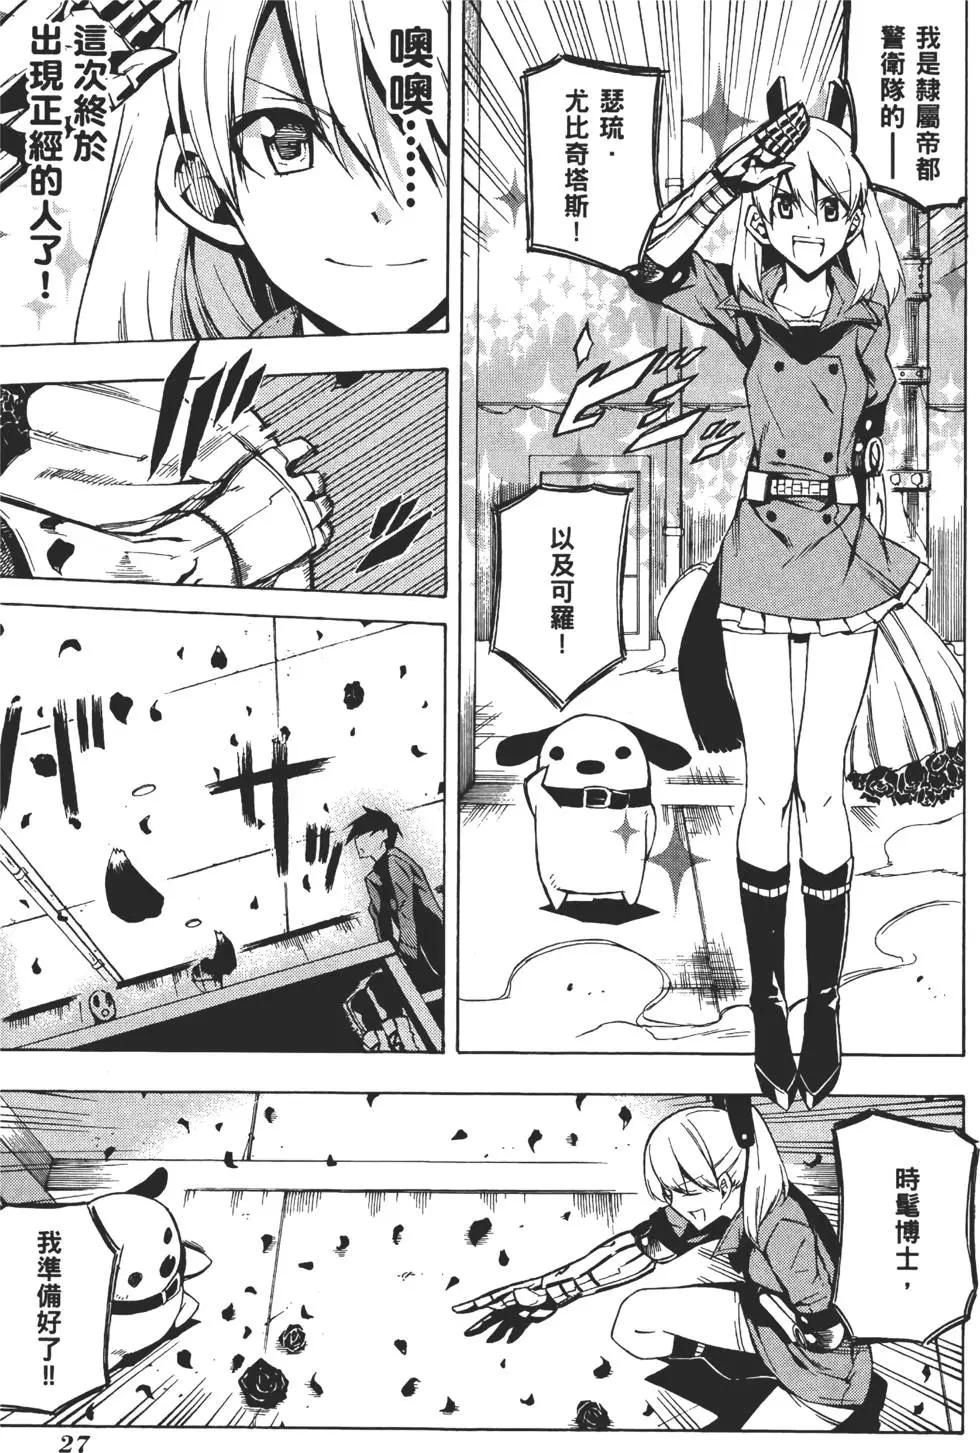 我是隸屬帝都
警衛隊的——
瑟琉．
尤比奇塔斯！
以及可羅！
噢噢……
這次終於
出現正經的
人了！
時髦博士，
我準備好了!!
27